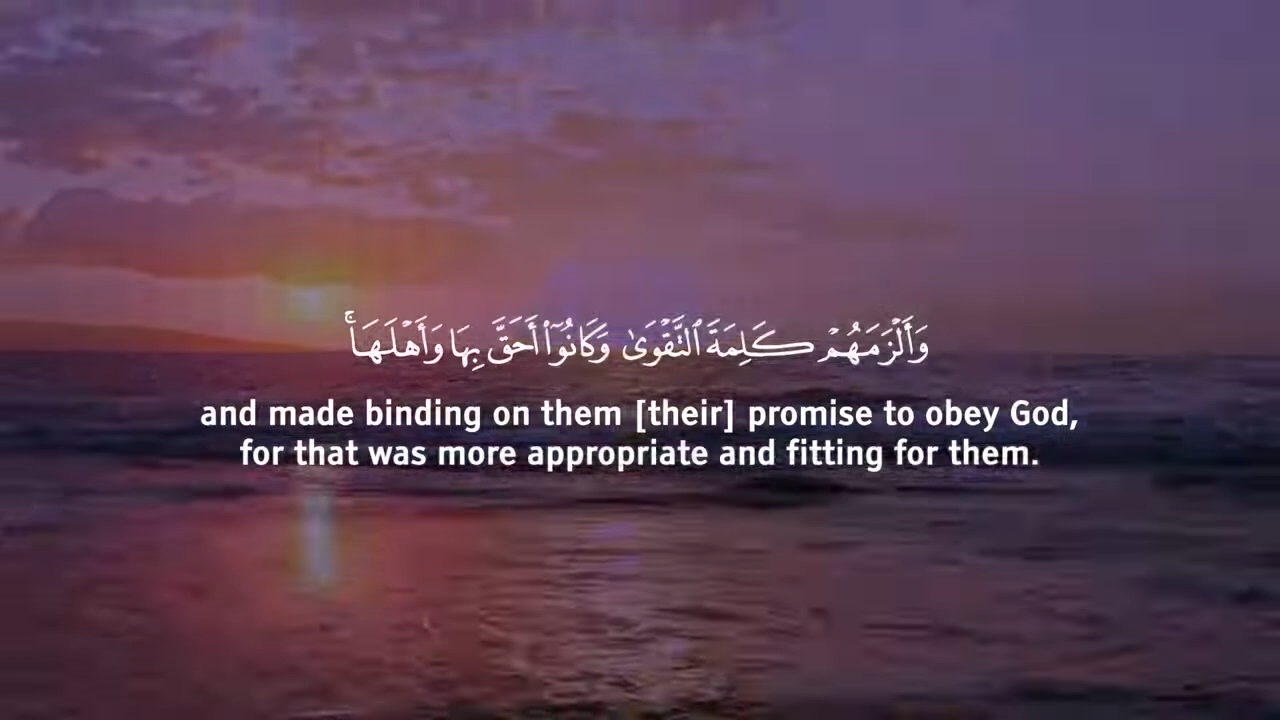 وَأَلْزَمَهُمْ كَلِمَةَ ٱلتَّقْوَىٰ وَكَانُوٓا۟ أَحَقَّ بِهَا وَأَهْلَهَا ۚ
and made binding on them [their] promise to obey God,
for that was more appropriate and fitting for them.